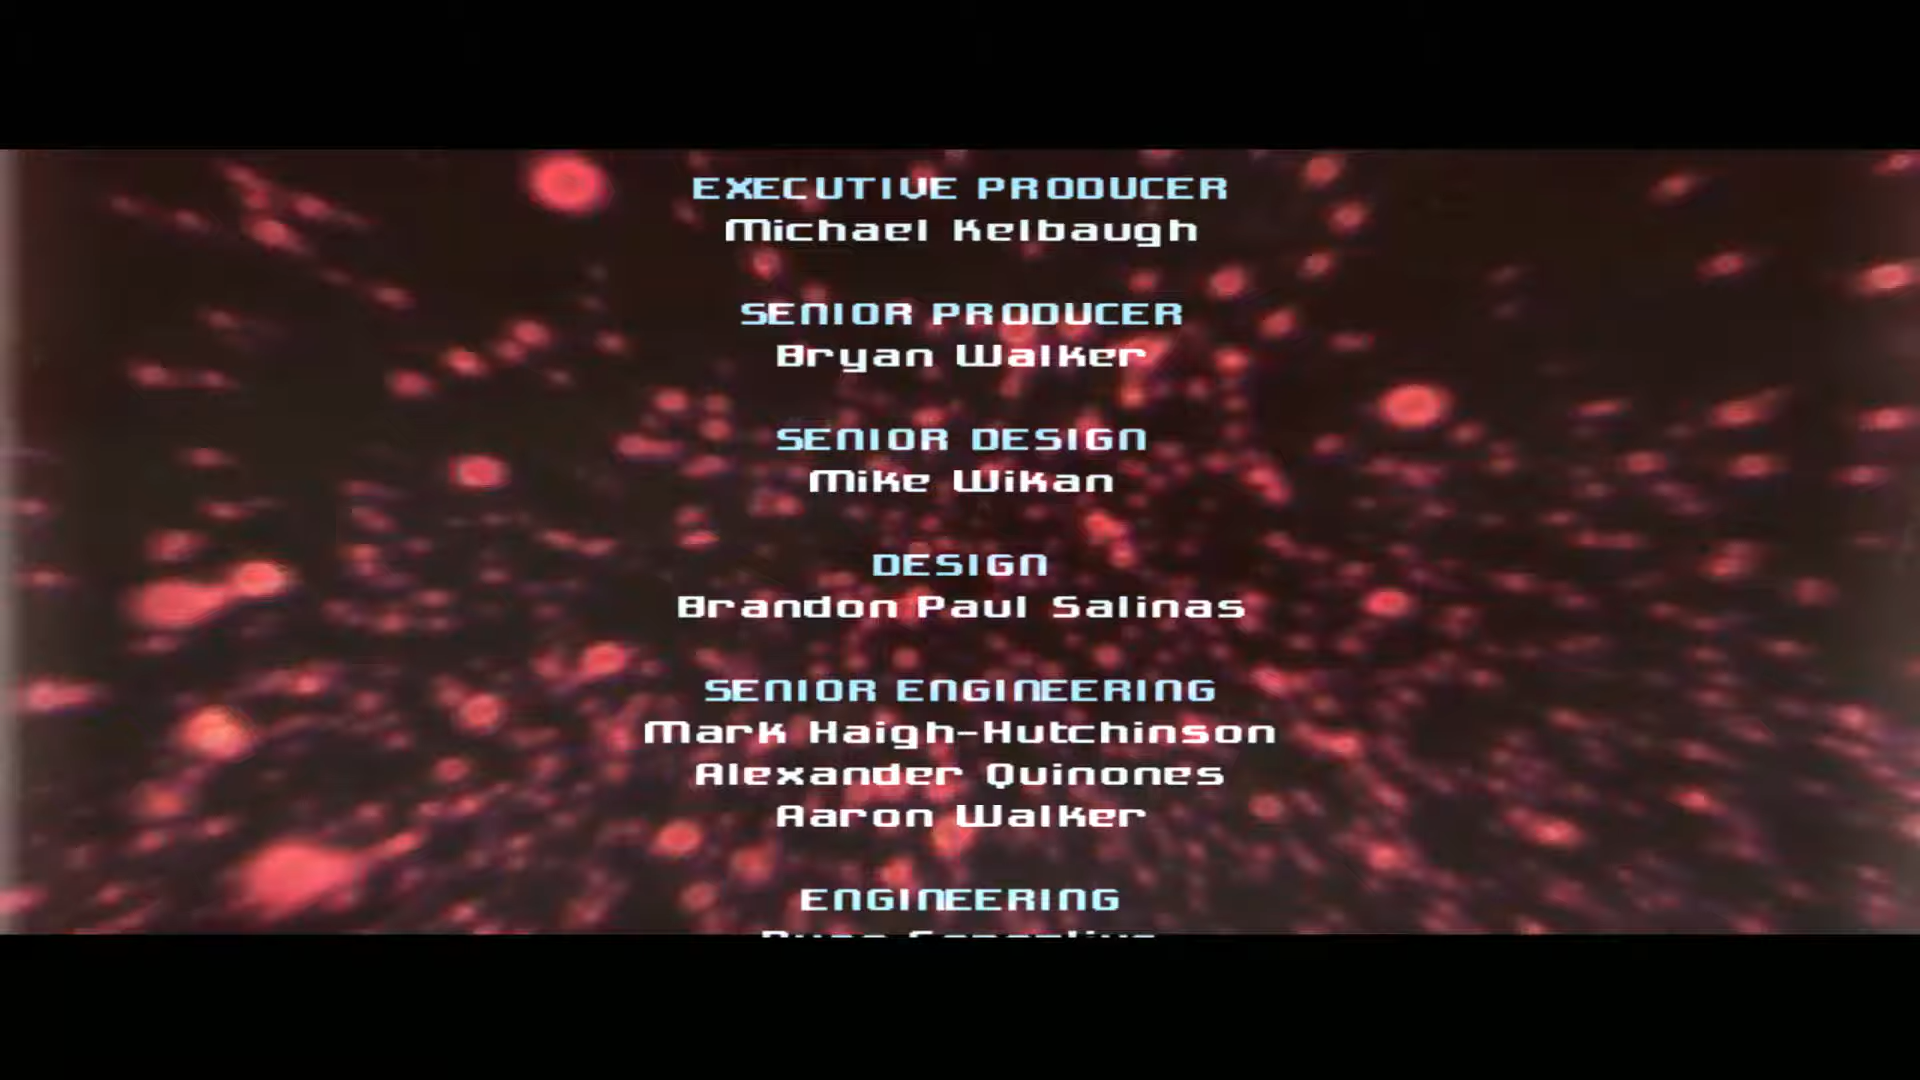 EXECUTIVE PRODUCER
Michael Kelbaugh
SENIOR PRODUCER
Bryan Walker
SENIOR DESIGN
Mike Wikan
DESIGN
Brandon Paul Salinas
SENIOR ENGINEERING
Mark Haigh-Hutchinson
Alexander Quinones
Aaron Walker
ENGINEERING